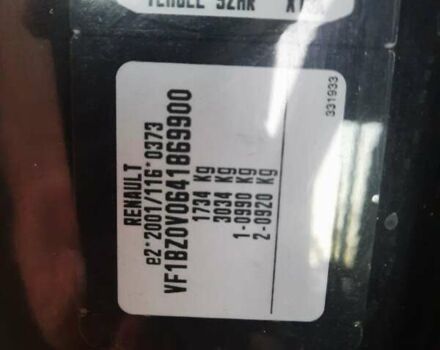 RENAULT
e2*2001/116*0373
VF1BZ0V0641869900
1734 Kg
3034 Kg
1-0990 Kg
2-0920 Kg
331933